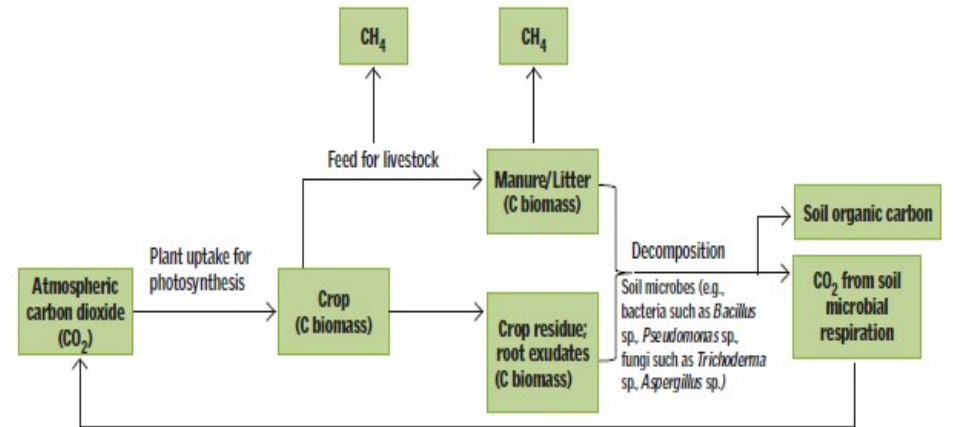 CH₄
CH₄
Feed for livestock
Manure/Litter
(C biomass)
Soil organic carbon
Plant uptake for
photosynthesis
Decomposition
Atmospheric
carbon dioxide
(CO₂)
Crop
(C biomass)
Soil microbes (e.g.,
bacteria such as Bacillus
sp., Pseudomonas sp.,
fungi such as Trichoderma
sp., Aspergillus sp.)
CO₂ from soil
microbial
respiration
Crop residue;
root exudates
(C biomass)